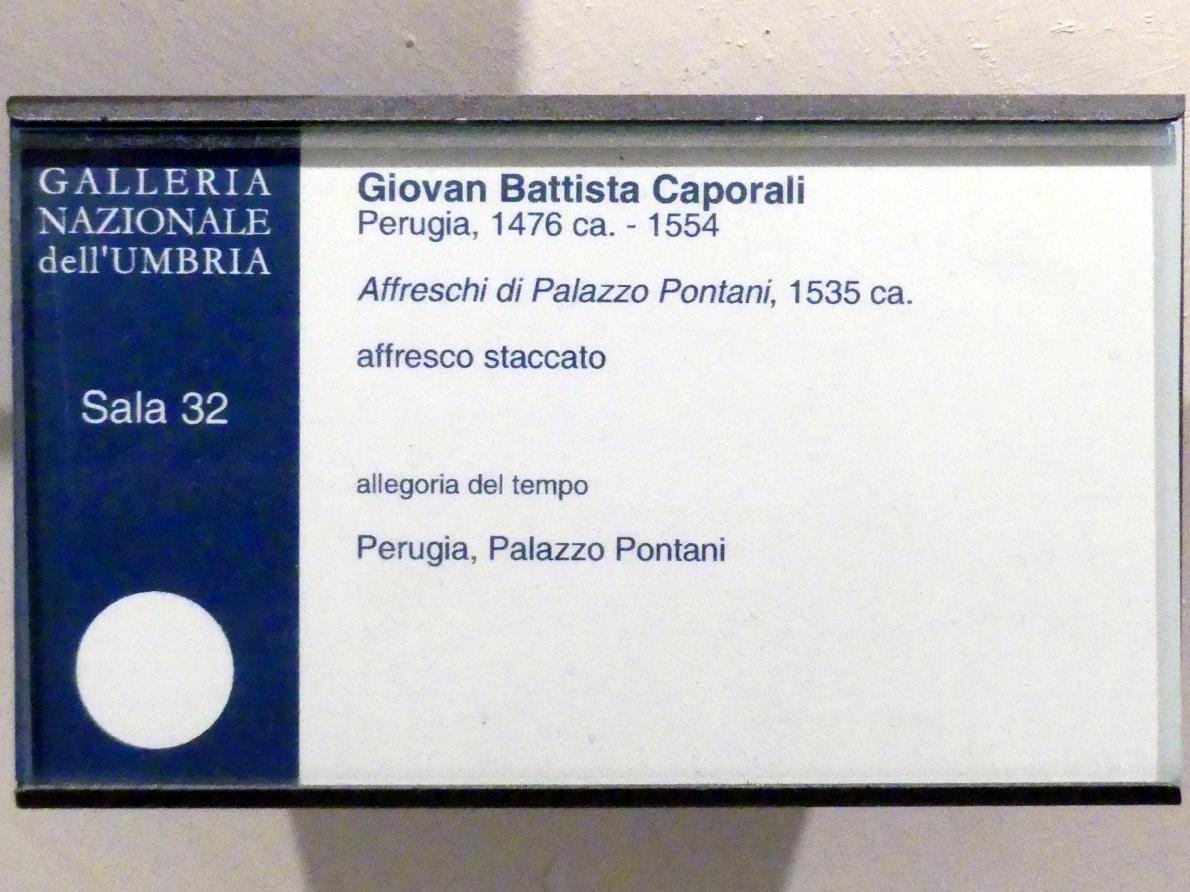 GALLERIA
NAZIONALE
dell'UMBRIA
Sala 32
Giovan Battista Caporali
Perugia, 1476 ca. - 1554
Affreschi di Palazzo Pontani, 1535 ca.
affresco staccato
allegoria del tempo
Perugia, Palazzo Pontani